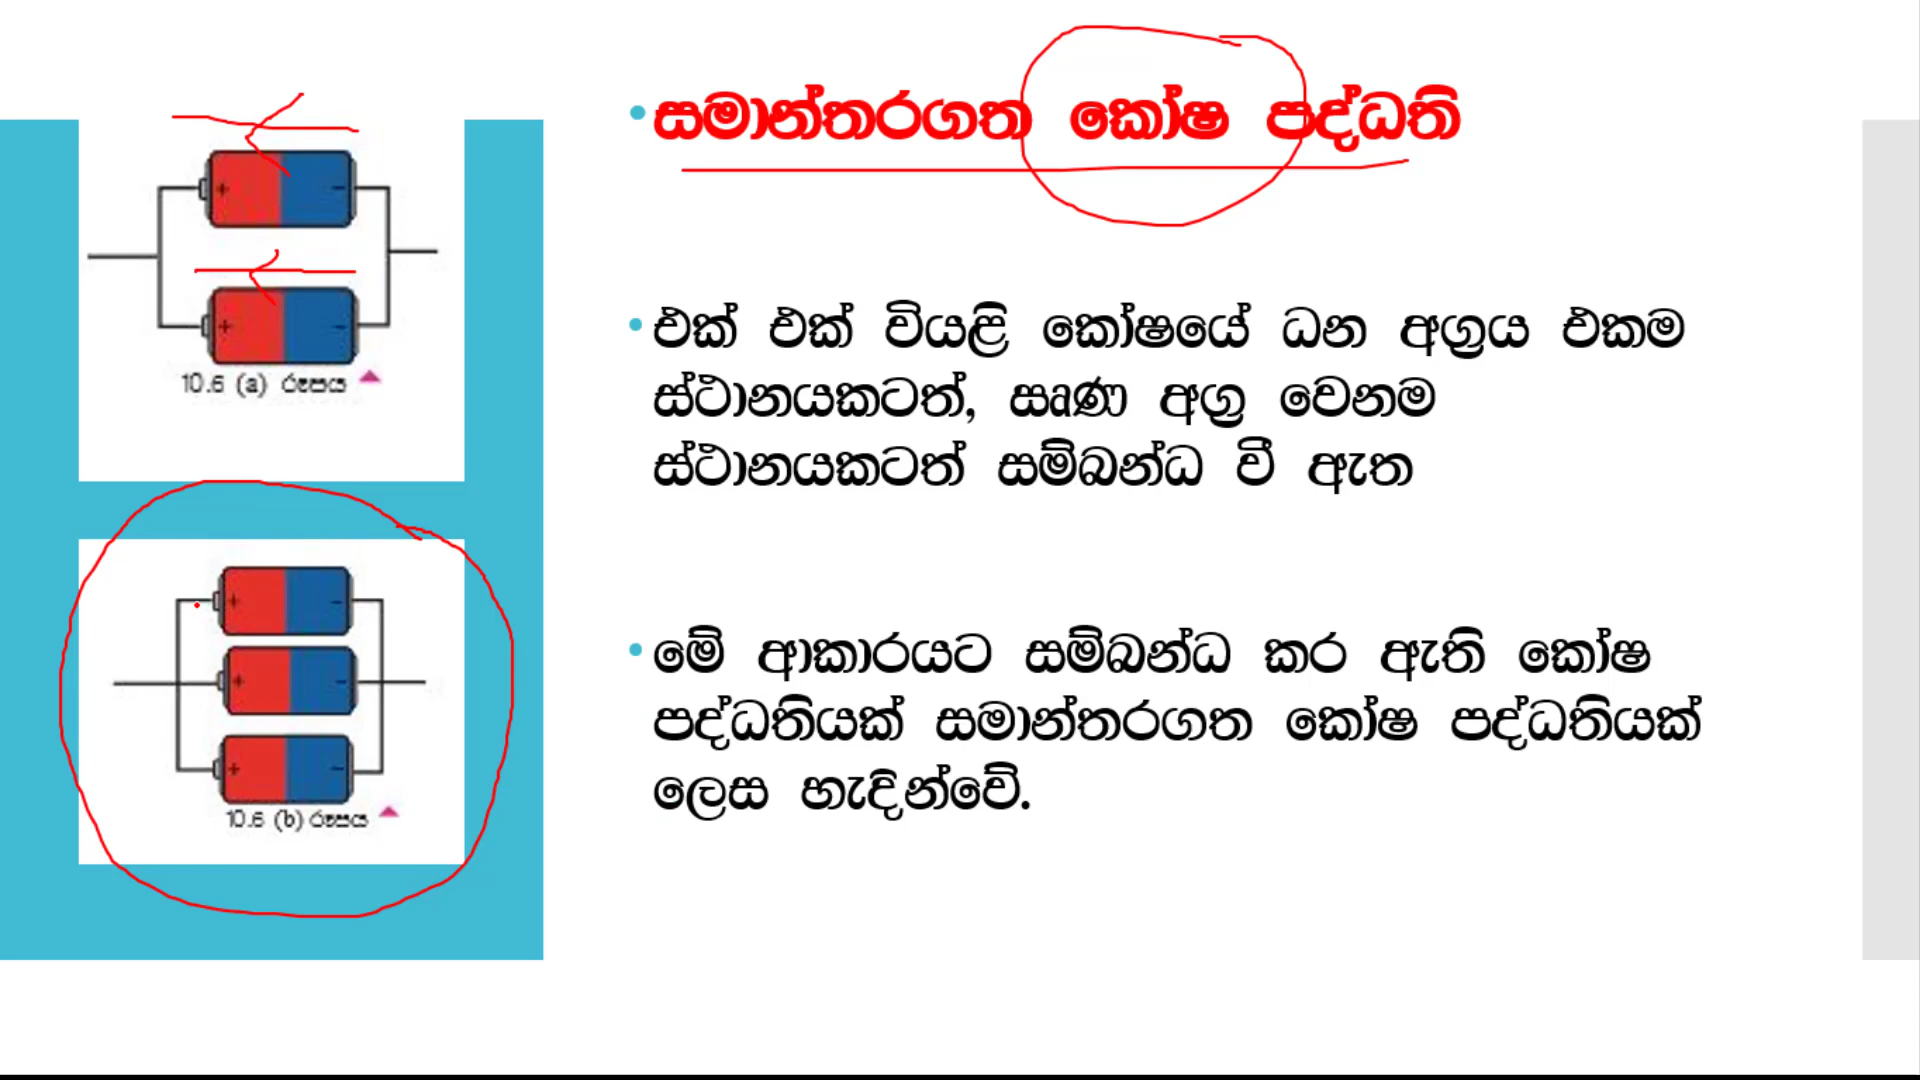 සමාන්තරගත කෝෂ පද්ධති
එක් එක් වියළි කෝෂයේ ධන අග්‍රය එකම
ස්ථානයකටත්, සෘණ අග්‍ර වෙනම
ස්ථානයකටත් සම්බන්ධ වී ඇත
මේ ආකාරයට සම්බන්ධ කර ඇති කෝෂ
පද්ධතියක් සමාන්තරගත කෝෂ පද්ධතියක්
ලෙස හැඳින්වේ.
+ -
+ -
10.6 (a) රූපය
+ -
+ -
+ -
10.6 (b) රූපය